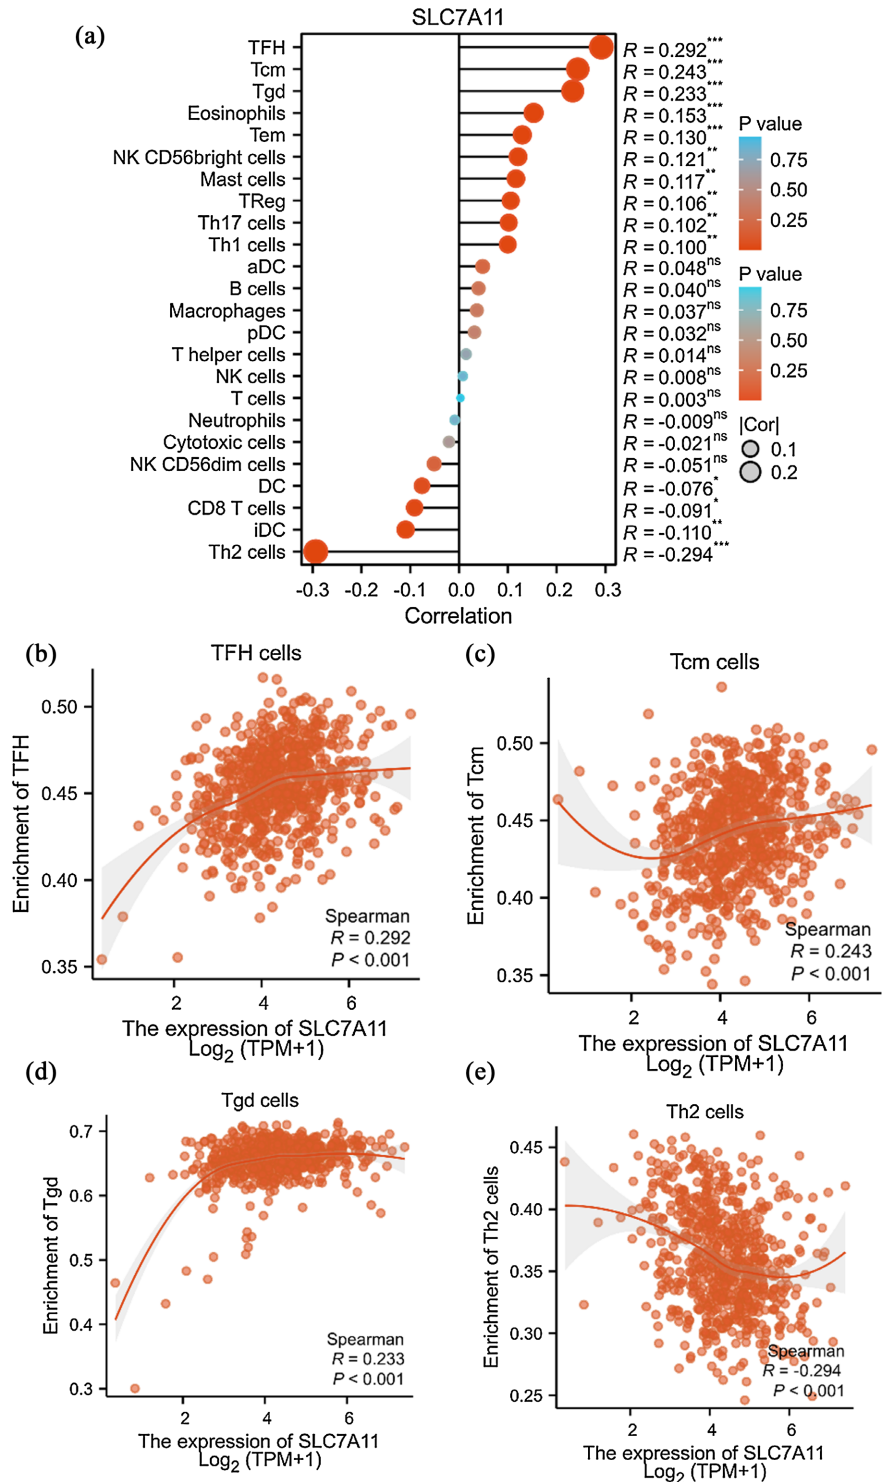 (a)
SLC7A11
TFH R = 0.292***
Tcm R = 0.243***
Tgd R = 0.233***
Eosinophils R = 0.153***
Tem R = 0.130***
NK CD56bright cells R = 0.121**
Mast cells R = 0.117**
TReg R = 0.106**
Th17 cells R = 0.102**
Th1 cells R = 0.100**
aDC R = 0.048ns
B cells R = 0.040ns
Macrophages R = 0.037ns
pDC R = 0.032ns
T helper cells R = 0.014ns
NK cells R = 0.008ns
T cells R = 0.003ns
Neutrophils R = -0.009ns
Cytotoxic cells R = -0.021ns
NK CD56dim cells R = -0.051ns
DC R = -0.076*
CD8 T cells R = -0.091*
iDC R = -0.110**
Th2 cells R = -0.294***
-0.3 -0.2 -0.1 0.0 0.1 0.2 0.3
Correlation
P value
0.75
0.50
0.25
P value
0.75
0.50
0.25
|Cor|
0.1
0.2
(b)
TFH cells
Enrichment of TFH
0.50
0.45
0.40
0.35
Spearman
R = 0.292
P < 0.001
2 4 6
The expression of SLC7A11
Log2 (TPM+1)
(c)
Tcm cells
Enrichment of Tcm
0.50
0.45
0.40
0.35
Spearman
R = 0.243
P < 0.001
2 4 6
The expression of SLC7A11
Log2 (TPM+1)
(d)
Tgd cells
Enrichment of Tgd
0.7
0.6
0.5
0.4
0.3
Spearman
R = 0.233
P < 0.001
2 4 6
The expression of SLC7A11
Log2 (TPM+1)
(e)
Th2 cells
Enrichment of Th2 cells
0.45
0.40
0.35
0.30
0.25
Spearman
R = -0.294
P < 0.001
2 4 6
The expression of SLC7A11
Log2 (TPM+1)